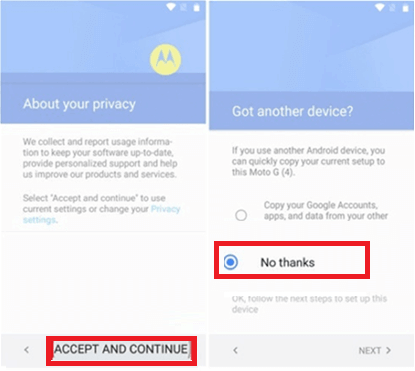 About your privacy
We collect and report usage informa-
tion to keep your software up-to-date,
provide personalized support and help
us improve our products and services.
Select "Accept and continue" to use
current settings or change your Privacy
settings.
ACCEPT AND CONTINUE
Got another device?
If you use another Android device, you
can quickly copy your current setup to
this Moto G (4).
Copy your Google Accounts,
apps, and data from your other
No thanks
OK, follow the next steps to set up this
device
NEXT